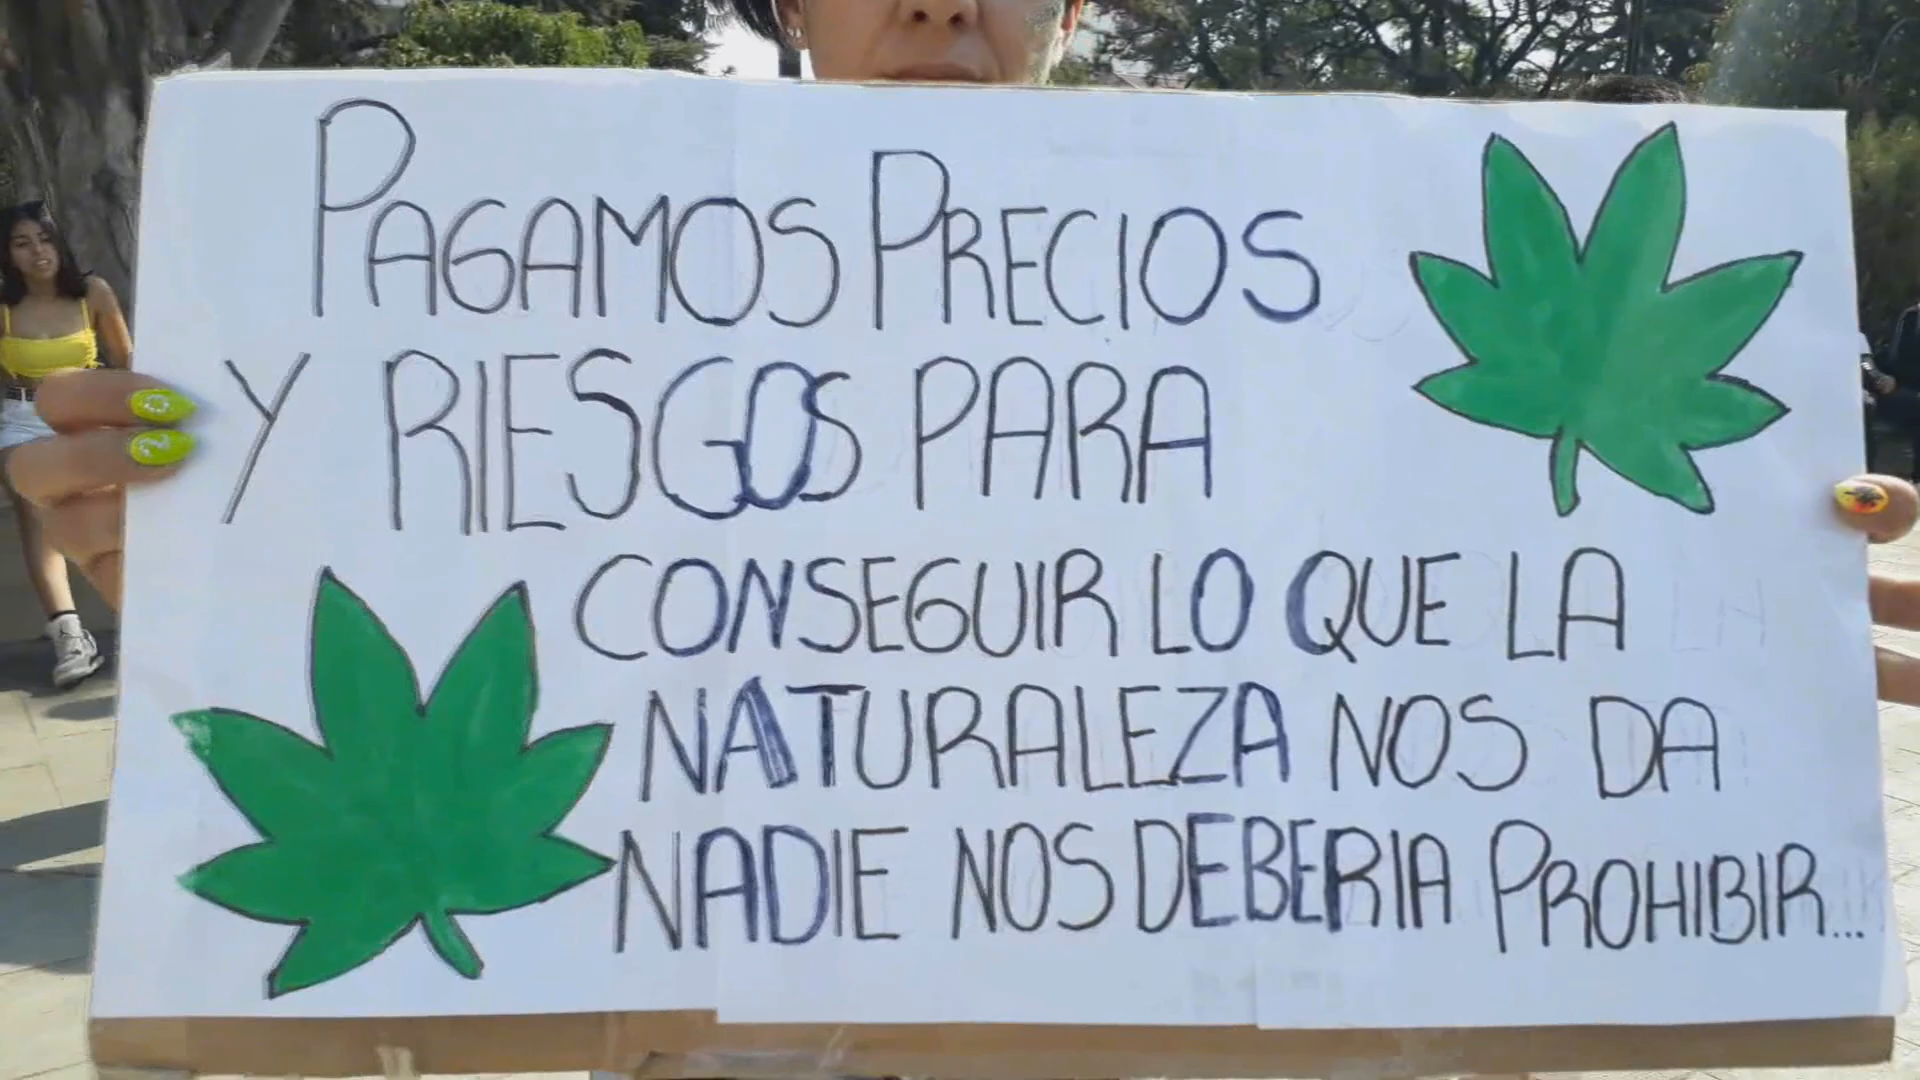 PAGAMOS PRECIOS
Y RIESGOS PARA
CONSEGUIR LO QUE LA
NATURALEZA NOS DA
NADIE NOS DEBERIA PROHIBIR...